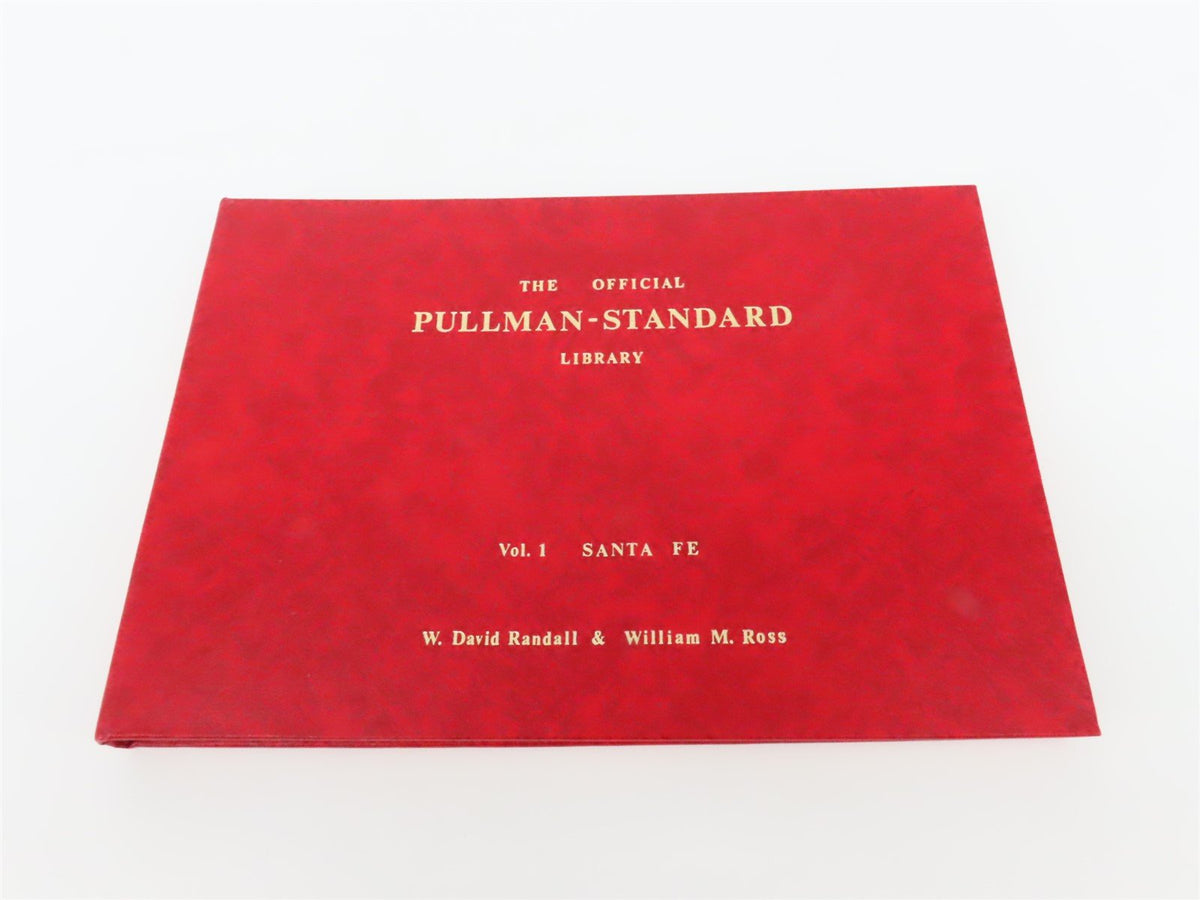 THE OFFICIAL
PULLMAN-STANDARD
LIBRARY
Vol. 1 SANTA FE
W. David Randall & William M. Ross